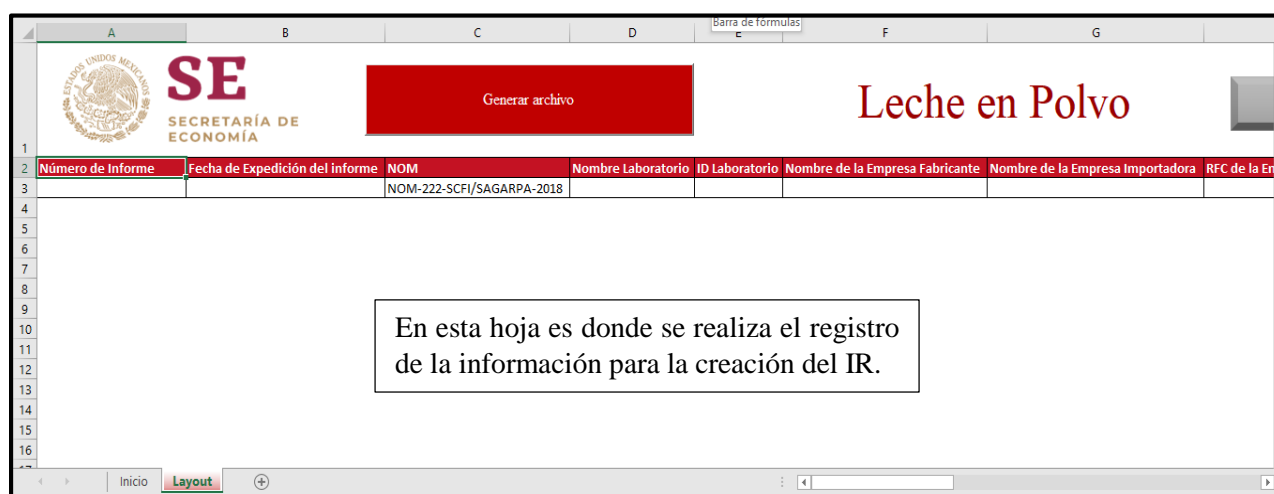 Barra de fórmulas
A B C D E F G
ESTADOS UNIDOS MEXICANOS
SE
SECRETARÍA DE
ECONOMÍA
Generar archivo
Leche en Polvo
1
2 Número de Informe Fecha de Expedición del informe NOM Nombre Laboratorio ID Laboratorio Nombre de la Empresa Fabricante Nombre de la Empresa Importadora RFC de la En
3 NOM-222-SCFI/SAGARPA-2018
4
5
6
7
8
9
10
11
12
13
14
15
16
17
En esta hoja es donde se realiza el registro
de la información para la creación del IR.
Inicio Layout